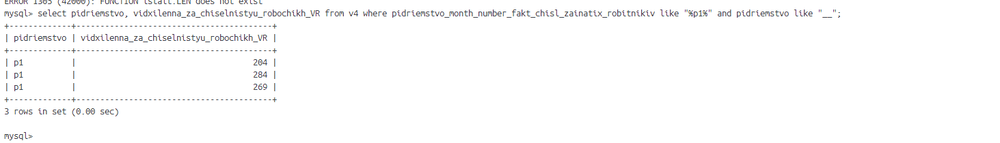 ERROR 1305 (42000): FUNCTION lstall.LEN does not exist
mysql> select pidriemstvo, vidxilenna_za_chiselnistyu_robochikh_VR from v4 where pidriemstvo_month_number_fakt_chisl_zainatix_robitnikiv like "%p1%" and pidriemstvo like "__";
+-------------+------------------------------------------+
| pidriemstvo | vidxilenna_za_chiselnistyu_robochikh_VR |
+-------------+------------------------------------------+
| p1 | 204 |
| p1 | 284 |
| p1 | 269 |
+-------------+------------------------------------------+
3 rows in set (0.00 sec)
mysql>